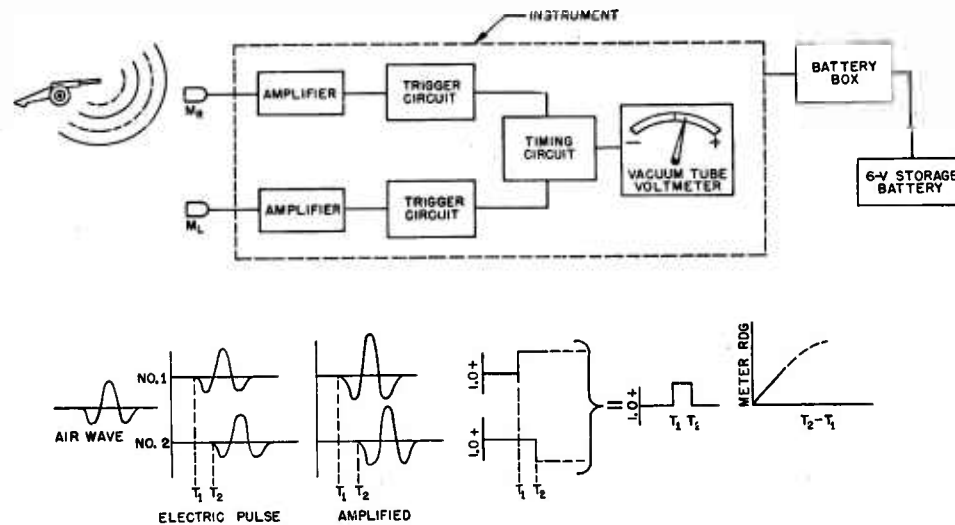 INSTRUMENT
BATTERY
BOX
AMPLIFIER
TRIGGER
CIRCUIT
M_R
TIMING
CIRCUIT
- +
VACUUM TUBE
VOLTMETER
6-V STORAGE
BATTERY
AMPLIFIER
TRIGGER
CIRCUIT
M_L
NO. 1
1.0+
1.0+
METER RDG
AIR WAVE
NO. 2
1.0+
T₁ T₂
T₂-T₁
T₁ T₂
T₁ T₂
T₁ T₂
ELECTRIC PULSE
AMPLIFIED